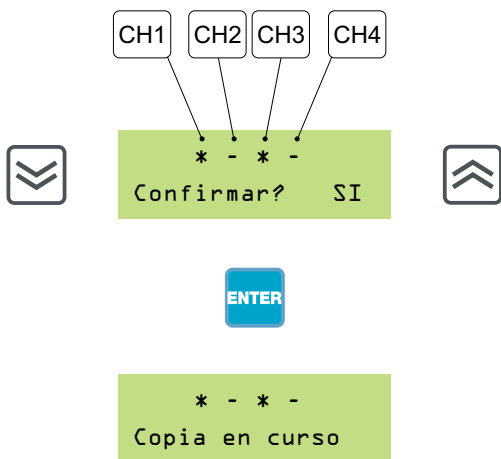 CH1 CH2 CH3 CH4
* - * -
Confirmar? SI
ENTER
* - * -
Copia en curso